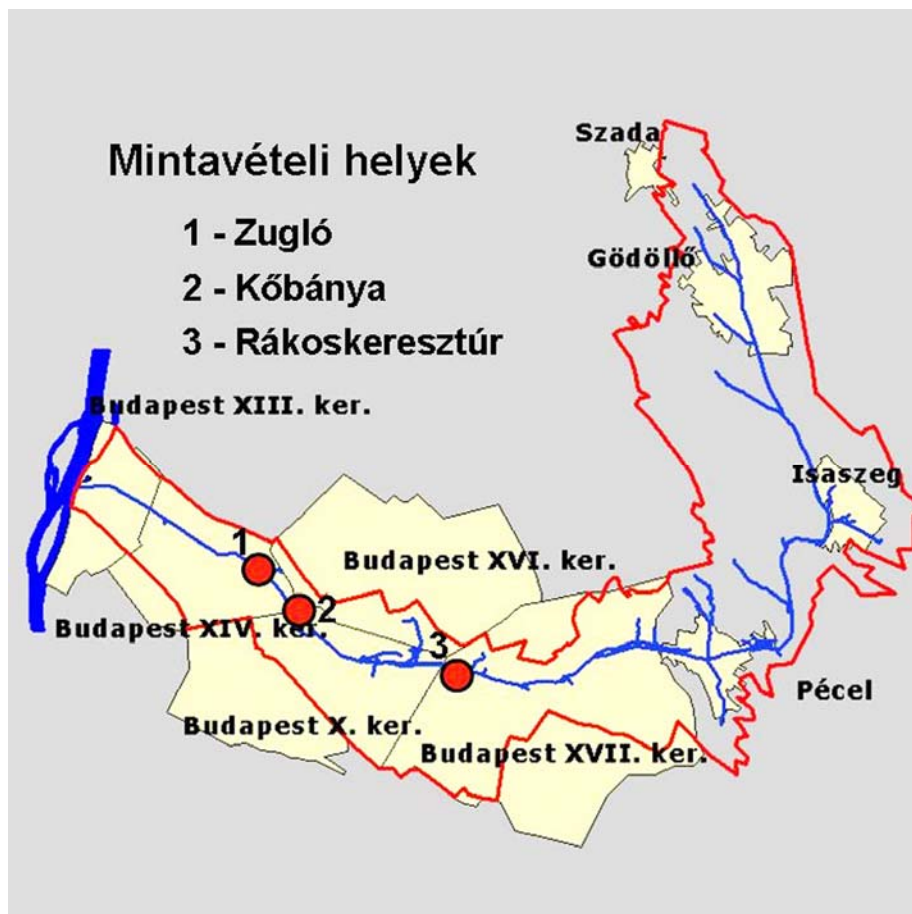 Szada
Mintavételi helyek
1 - Zugló
2 - Kőbánya
3 - Rákoskeresztúr
Gödöllő
Budapest XIII. ker.
Isaszeg
1
Budapest XVI. ker.
2
Budapest XIV. ker.
3
Pécel
Budapest X. ker.
Budapest XVII. ker.